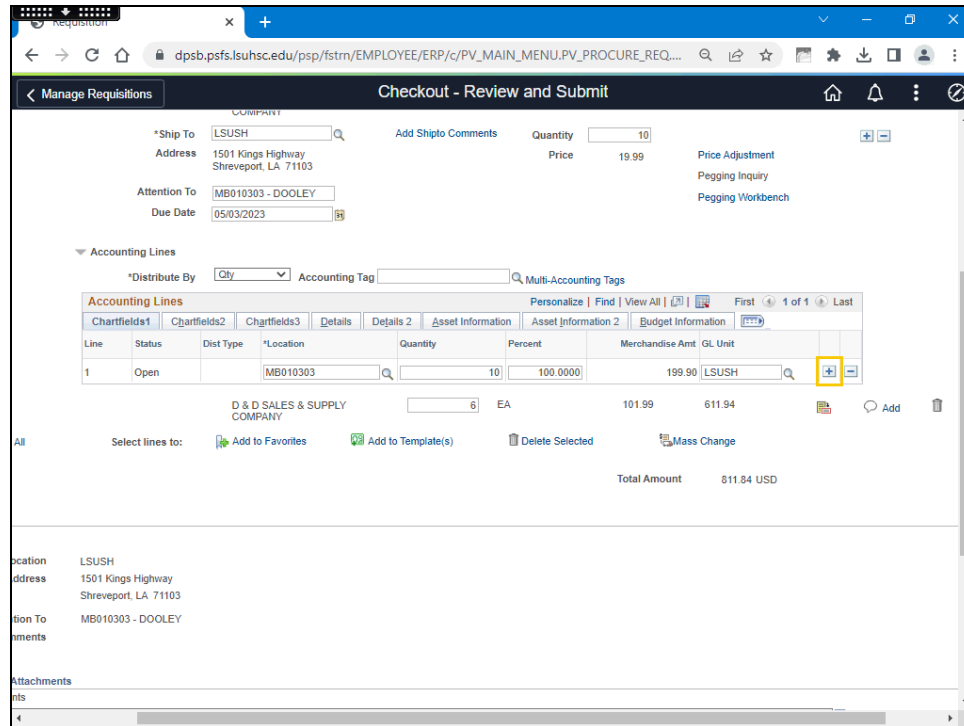 Requisition
dpsb.psfs.lsuhsc.edu/psp/fstrn/EMPLOYEE/ERP/c/PV_MAIN_MENU.PV_PROCURE_REQ....
Manage Requisitions
Checkout - Review and Submit
COMPANY
*Ship To LSUSH Add Shipto Comments Quantity 10
Address 1501 Kings Highway Price 19.99 Price Adjustment
Shreveport, LA 71103
Pegging Inquiry
Attention To MB010303 - DOOLEY Pegging Workbench
Due Date 05/03/2023
Accounting Lines
*Distribute By Qty Accounting Tag Multi-Accounting Tags
Accounting Lines Personalize | Find | View All | First 1 of 1 Last
Chartfields1 Chartfields2 Chartfields3 Details Details 2 Asset Information Asset Information 2 Budget Information
Line Status Dist Type *Location Quantity Percent Merchandise Amt GL Unit
1 Open MB010303 10 100.0000 199.90 LSUSH
D & D SALES & SUPPLY 6 EA 101.99 611.94 Add
COMPANY
All Select lines to: Add to Favorites Add to Template(s) Delete Selected Mass Change
Total Amount 811.84 USD
ocation LSUSH
ddress 1501 Kings Highway
Shreveport, LA 71103
tion To MB010303 - DOOLEY
mments
Attachments
nts